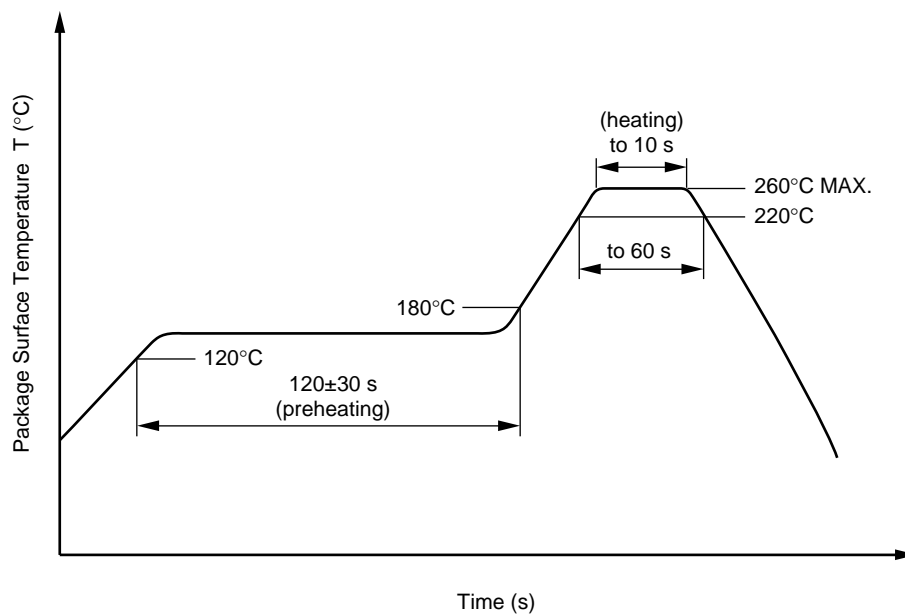 Package Surface Temperature T (°C)
(heating)
to 10 s
260°C MAX.
220°C
to 60 s
180°C
120°C
120±30 s
(preheating)
Time (s)